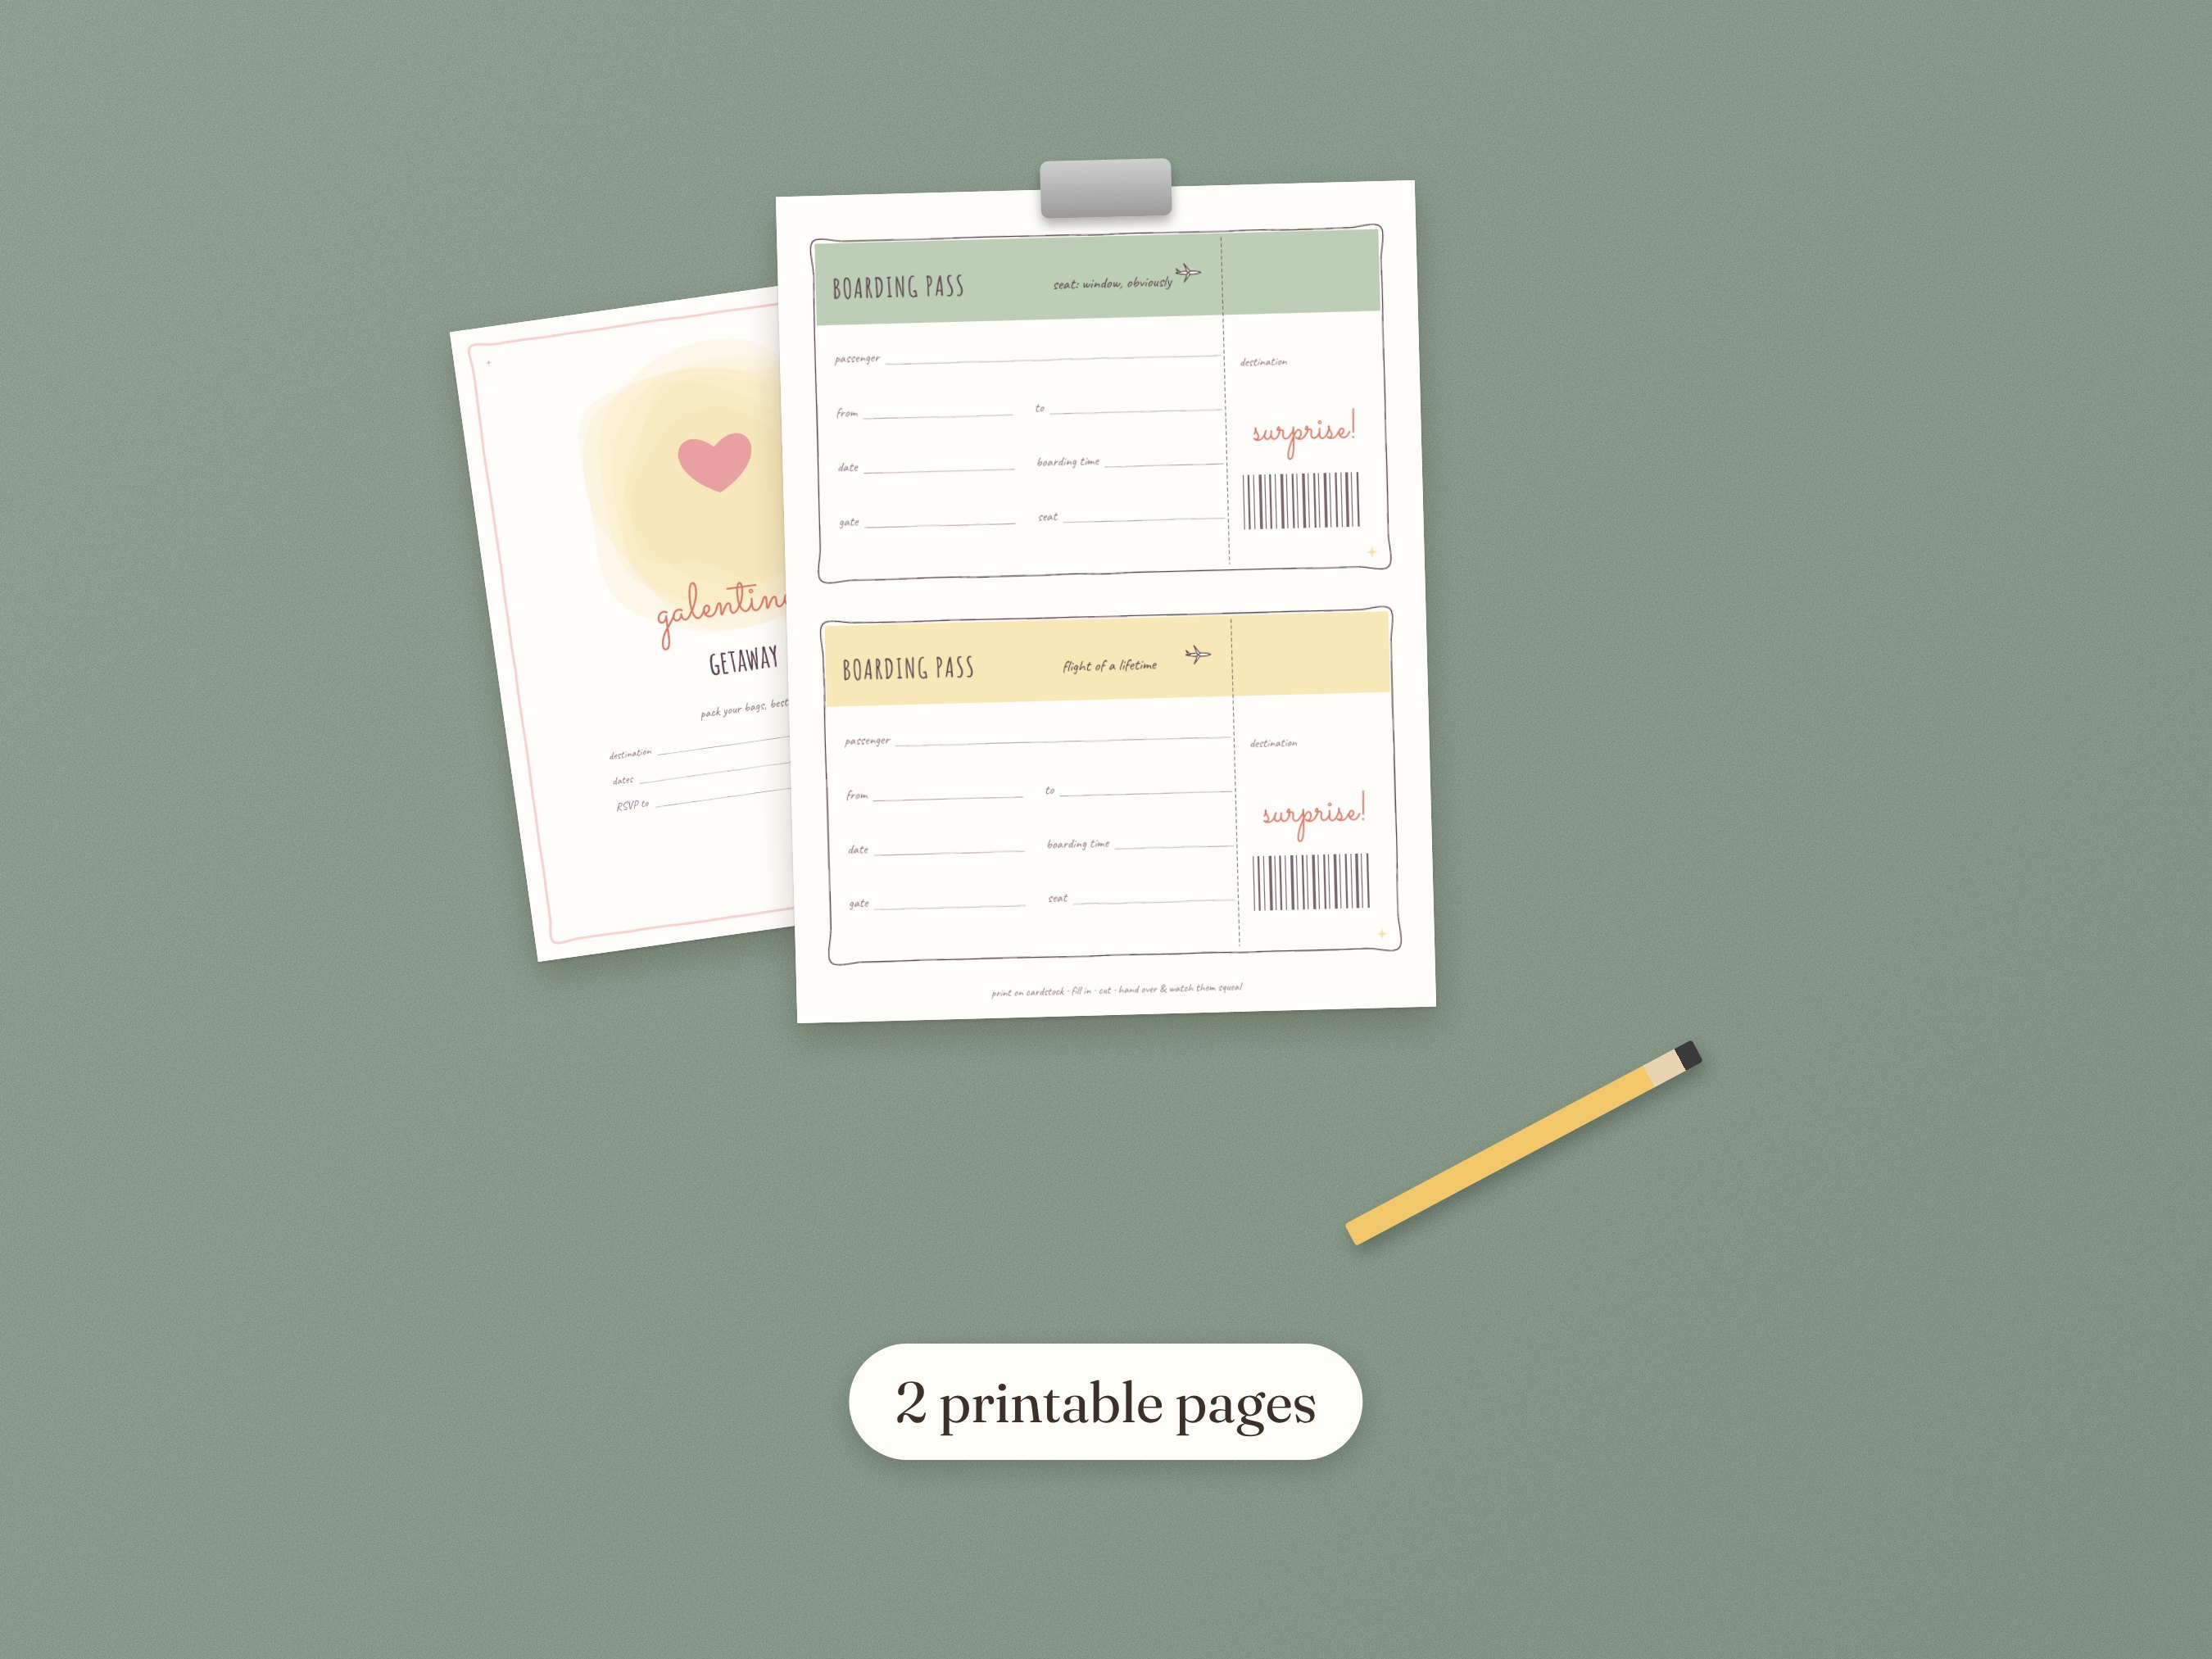 galentin
GETAWAY
pack your bags, best
destination
dates
RSVP to
BOARDING PASS
seat: window, obviously
passenger
from
to
date
boarding time
gate
seat
destination
surprise!
BOARDING PASS
flight of a lifetime
passenger
from
to
date
boarding time
gate
seat
destination
surprise!
print on cardstock · fill in · cut · hand over & watch them squeal
2 printable pages